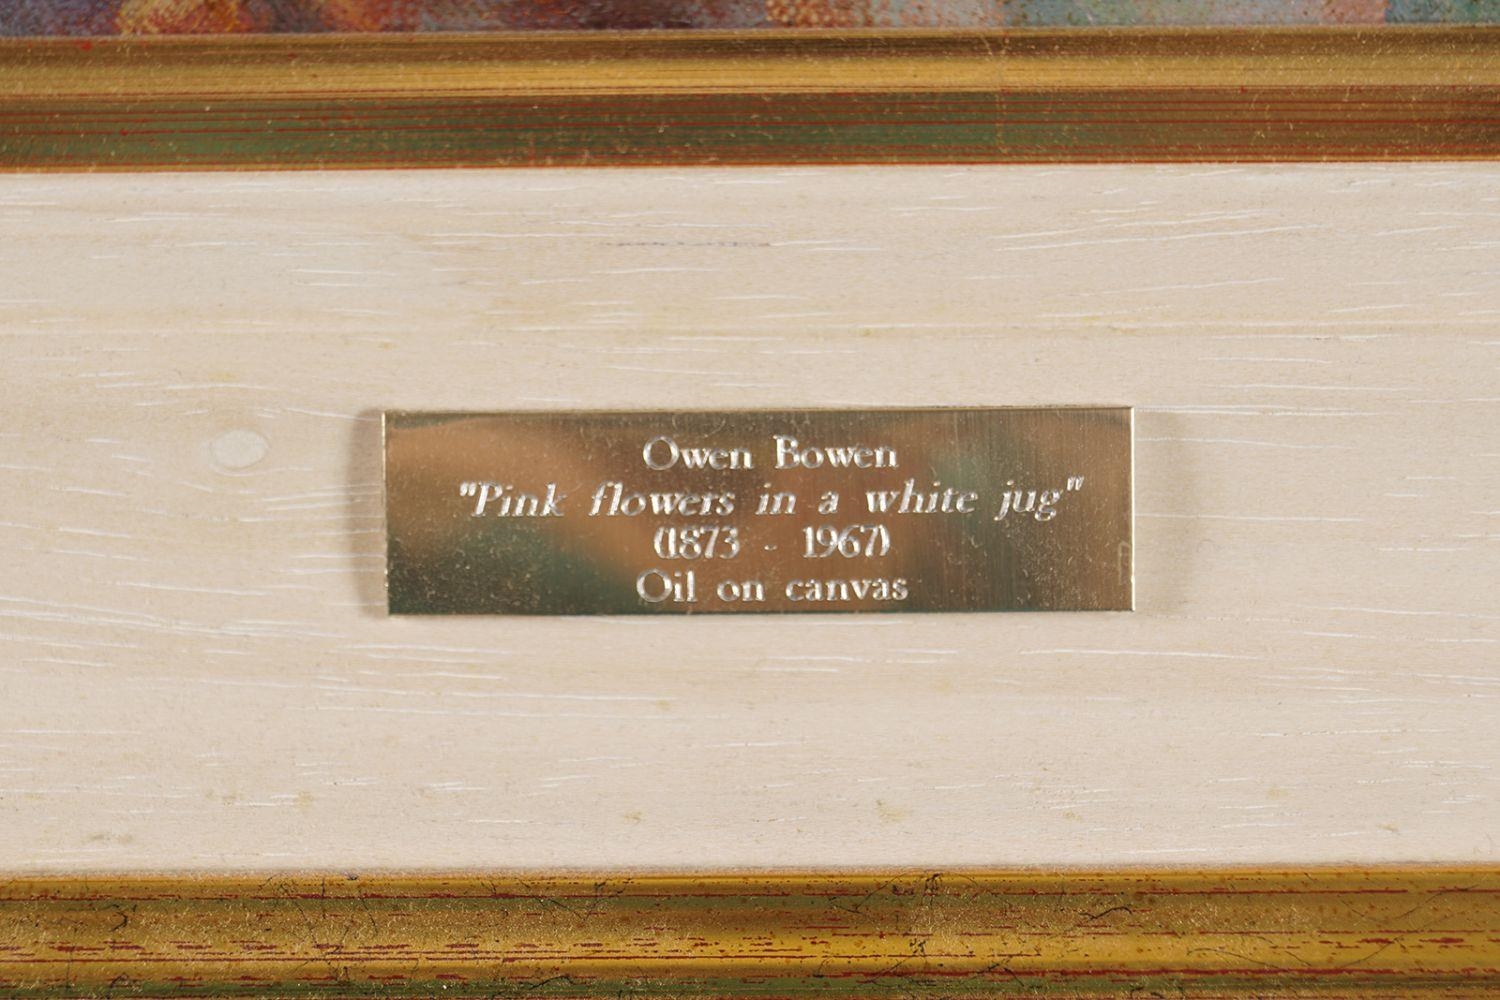 Owen Bowen
"Pink flowers in a white jug"
(1873 - 1967)
Oil on canvas